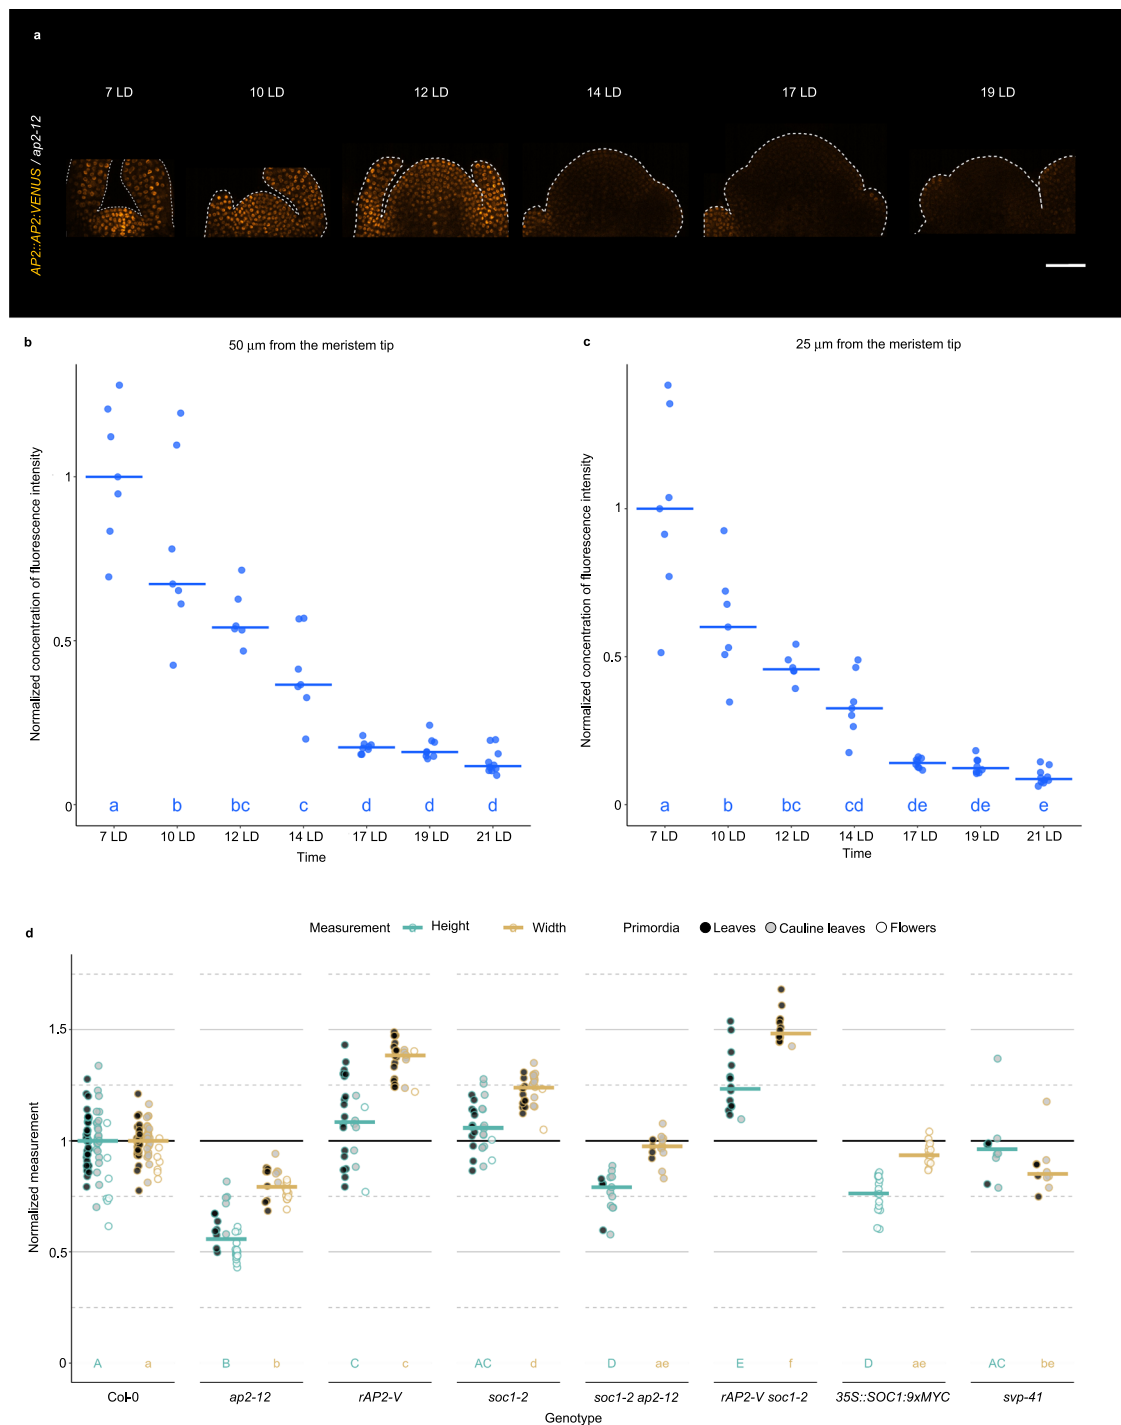 a
7 LD 10 LD 12 LD 14 LD 17 LD 19 LD
AP2::AP2:VENUS / ap2-12
b
50 μm from the meristem tip
Normalized concentration of fluorescence intensity
1
0.5
0
a b bc c d d d
7 LD 10 LD 12 LD 14 LD 17 LD 19 LD 21 LD
Time
c
25 μm from the meristem tip
Normalized concentration of fluorescence intensity
1
0.5
0
a b bc cd de de e
7 LD 10 LD 12 LD 14 LD 17 LD 19 LD 21 LD
Time
d
Measurement Height Width Primordia Leaves Cauline leaves Flowers
Normalized measurement
1.5
1
0.5
0
A a B b C c AC d D ae E f D ae AC be
Col-0 ap2-12 rAP2-V soc1-2 soc1-2 ap2-12 rAP2-V soc1-2 35S::SOC1:9xMYC svp-41
Genotype